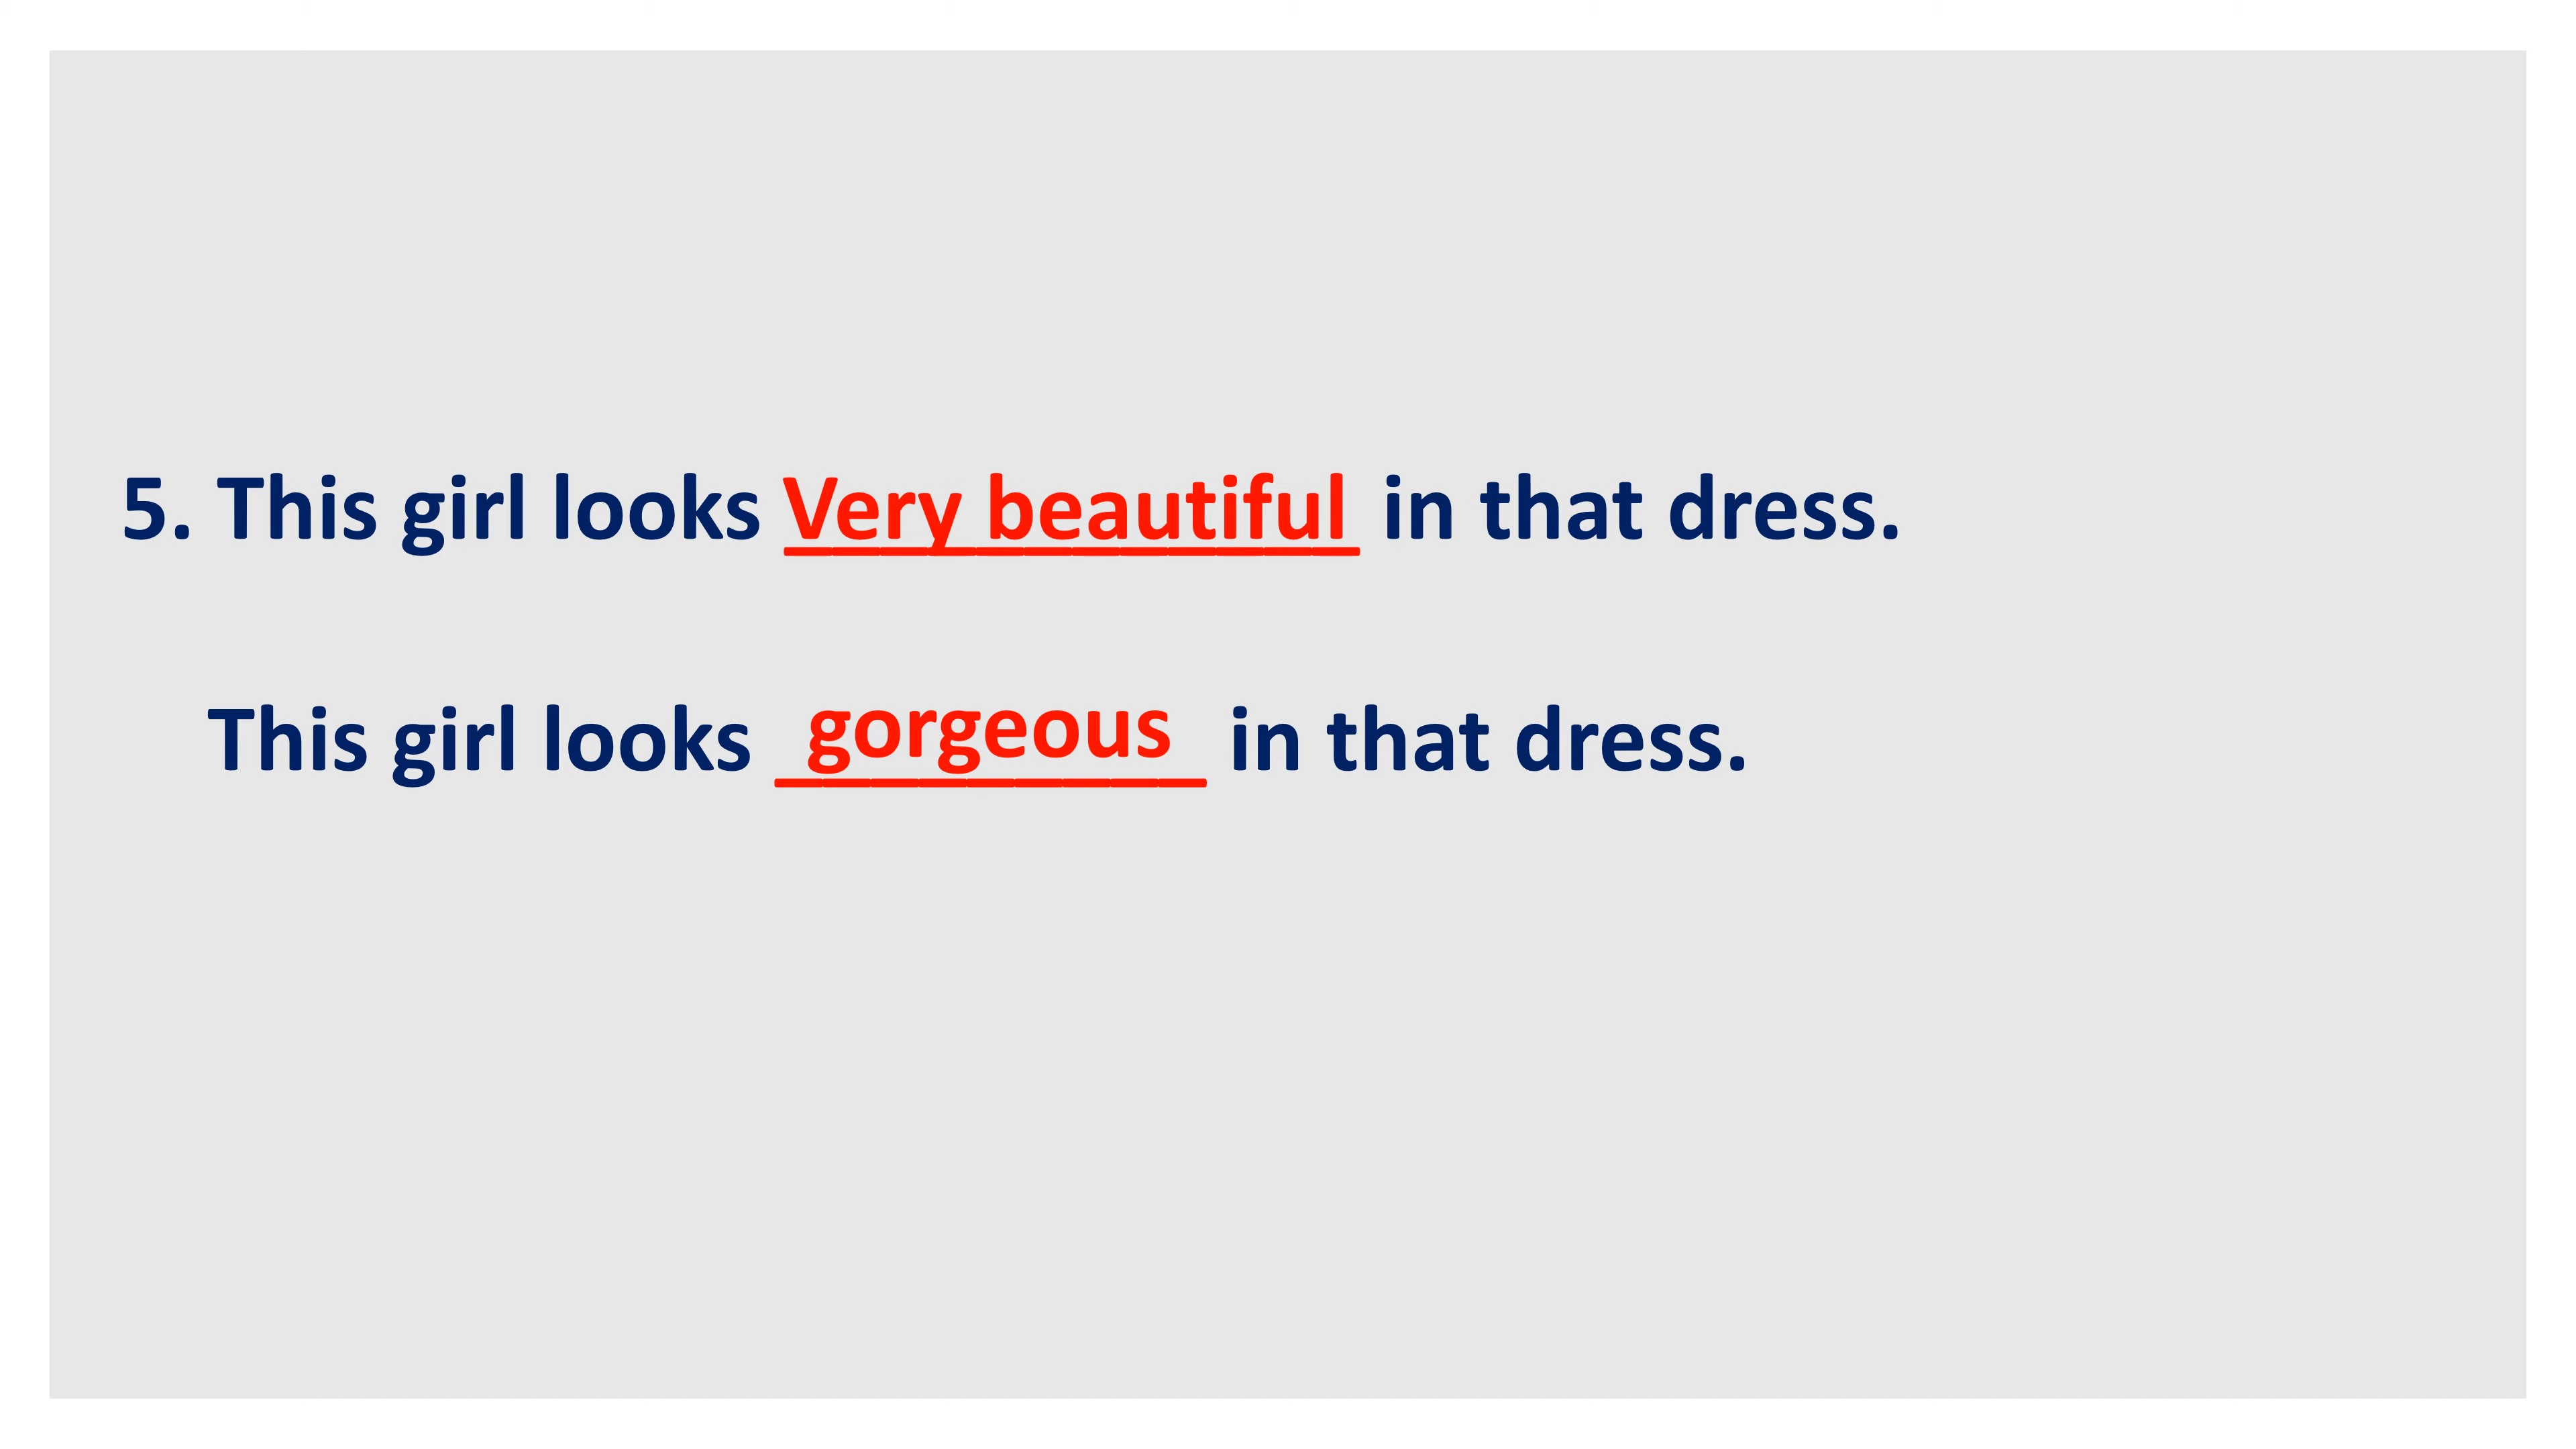 5. This girl looks Very beautiful in that dress.
This girl looks gorgeous in that dress.